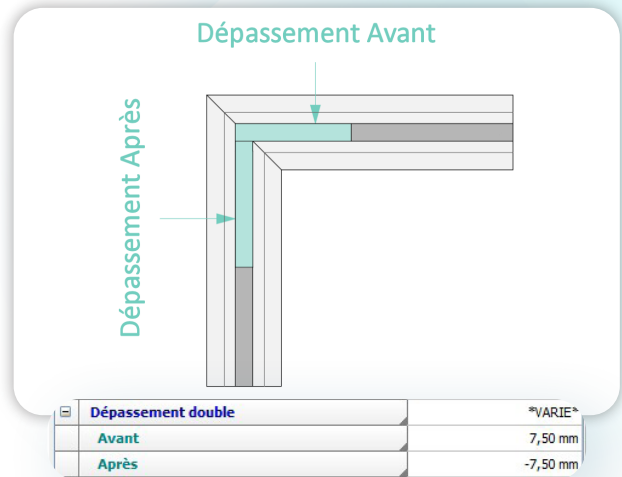 Dépassement Avant
Dépassement Après
Dépassement double *VARIE*
Avant 7,50 mm
Après -7,50 mm